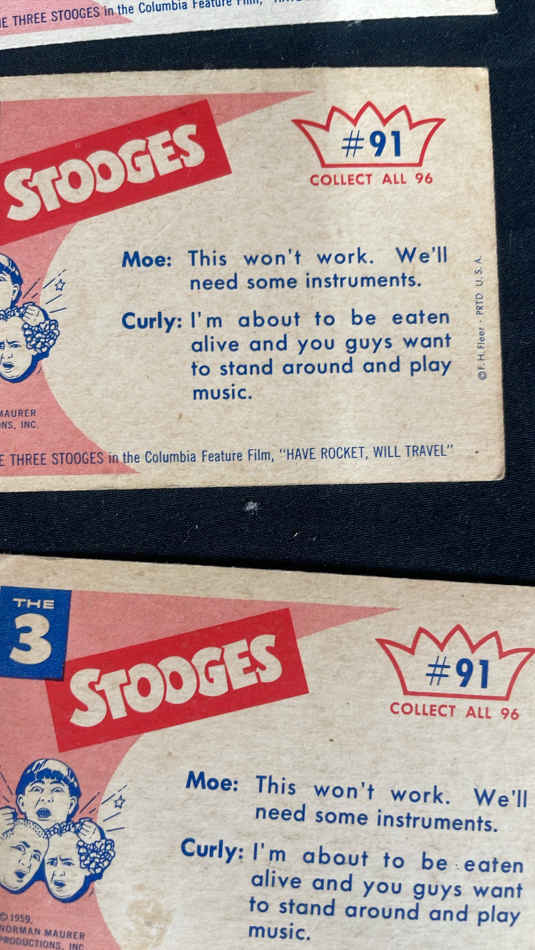 THE THREE STOOGES in the Columbia Feature Film,
STOOGES
#91
COLLECT ALL 96
Moe: This won't work. We'll
need some instruments.
Curly: I'm about to be eaten
alive and you guys want
to stand around and play
music.
© F. H. Fleer - PRTD U.S.A.
MAURER
NS, INC.
E THREE STOOGES in the Columbia Feature Film, "HAVE ROCKET, WILL TRAVEL"
THE
3
STOOGES
#91
COLLECT ALL 96
Moe: This won't work. We'll
need some instruments.
Curly: I'm about to be eaten
alive and you guys want
to stand around and play
music.
© 1959,
NORMAN MAURER
PRODUCTIONS, INC.